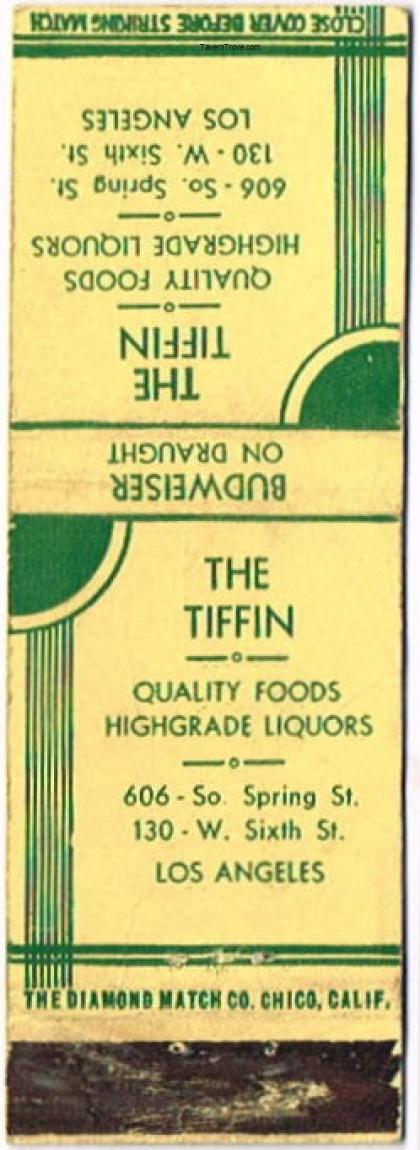 CLOSE COVER BEFORE STRIKING MATCH
TavernTrove.com
THE
TIFFIN
QUALITY FOODS
HIGHGRADE LIQUORS
606 - So. Spring St.
130 - W. Sixth St.
LOS ANGELES
BUDWEISER
ON DRAUGHT
THE
TIFFIN
QUALITY FOODS
HIGHGRADE LIQUORS
606 - So. Spring St.
130 - W. Sixth St.
LOS ANGELES
THE DIAMOND MATCH CO. CHICO, CALIF.